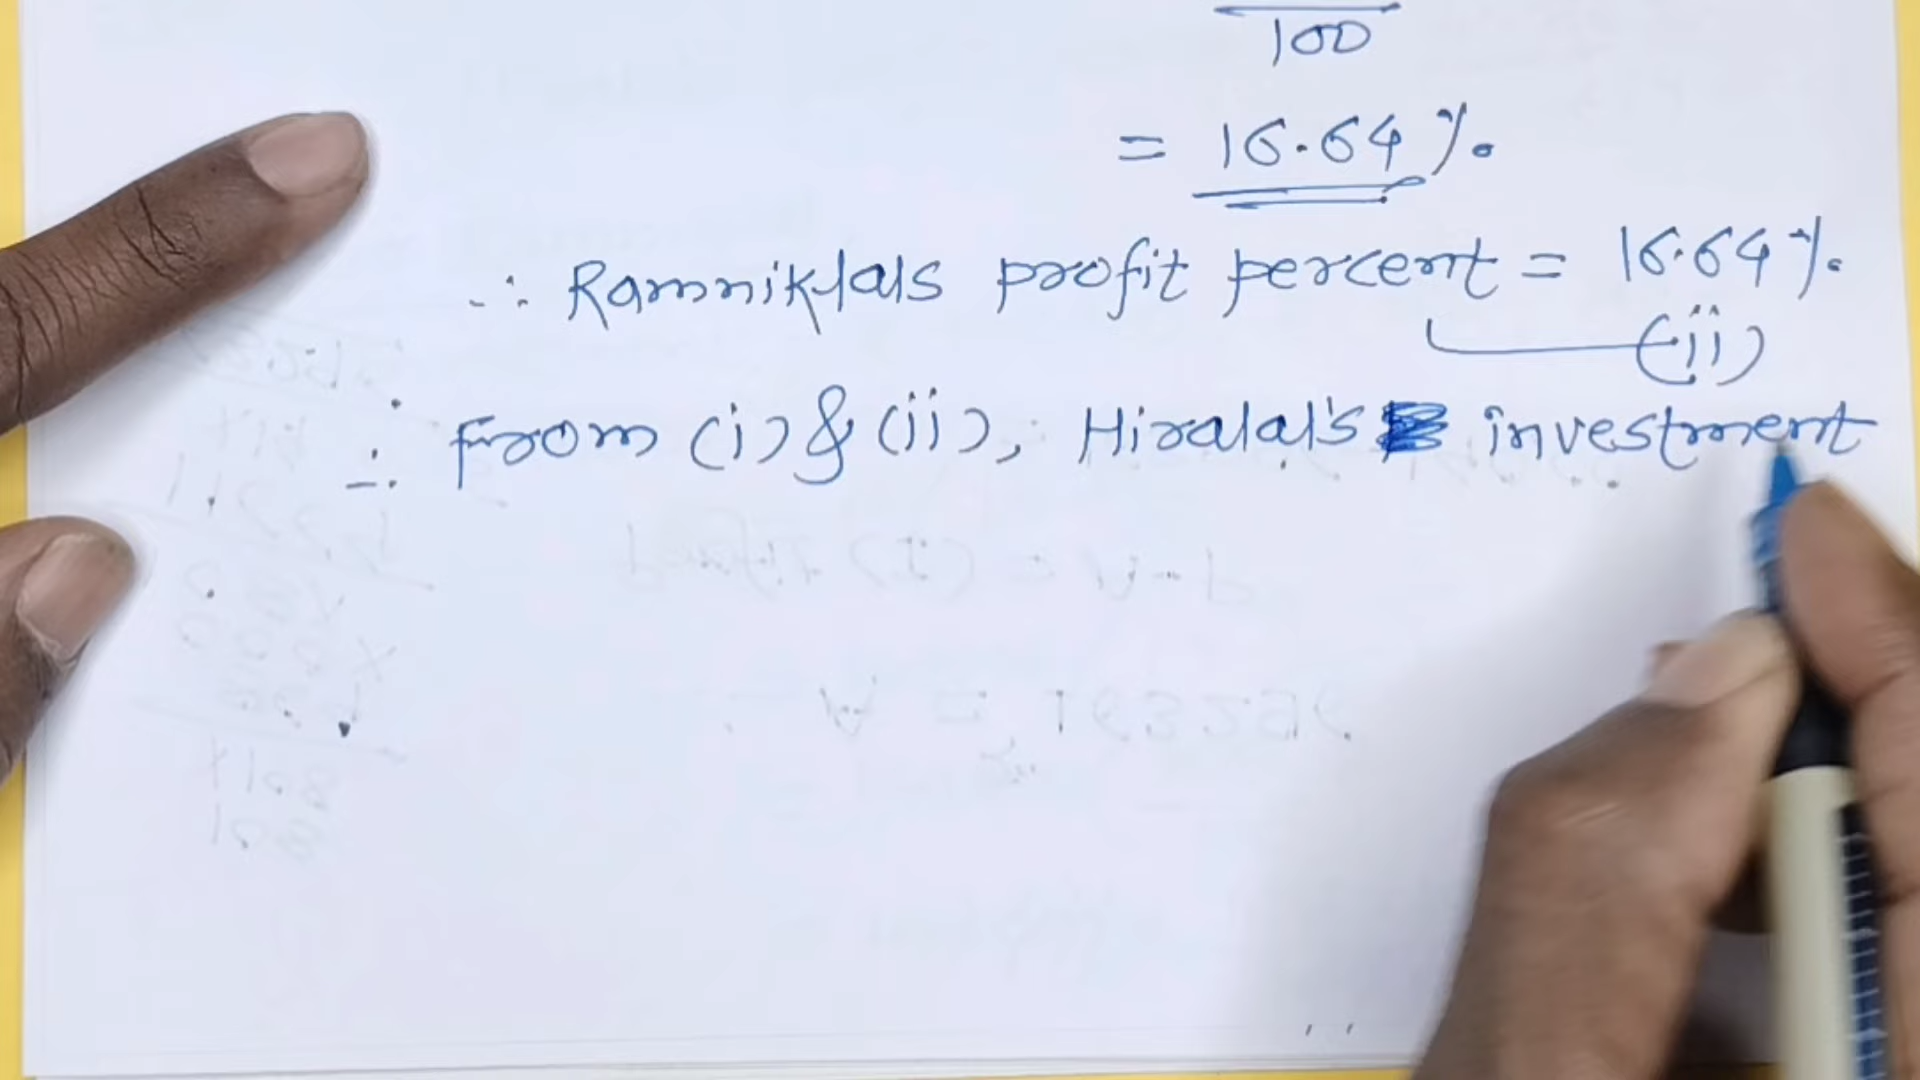 100
= 16.64 %.
∴ Ramniklals profit percent = 16.64 %.
(ii)
∴ From (i) & (ii), Hiralal's investment